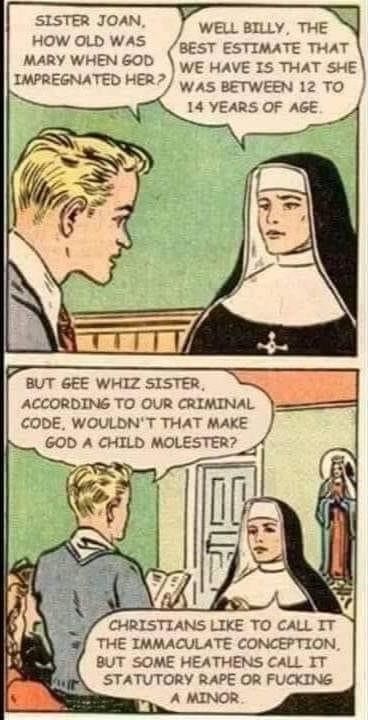 SISTER JOAN,
HOW OLD WAS
MARY WHEN GOD
IMPREGNATED HER?
WELL BILLY, THE
BEST ESTIMATE THAT
WE HAVE IS THAT SHE
WAS BETWEEN 12 TO
14 YEARS OF AGE.
BUT GEE WHIZ SISTER,
ACCORDING TO OUR CRIMINAL
CODE, WOULDN'T THAT MAKE
GOD A CHILD MOLESTER?
CHRISTIANS LIKE TO CALL IT
THE IMMACULATE CONCEPTION,
BUT SOME HEATHENS CALL IT
STATUTORY RAPE OR FUCKING
A MINOR.